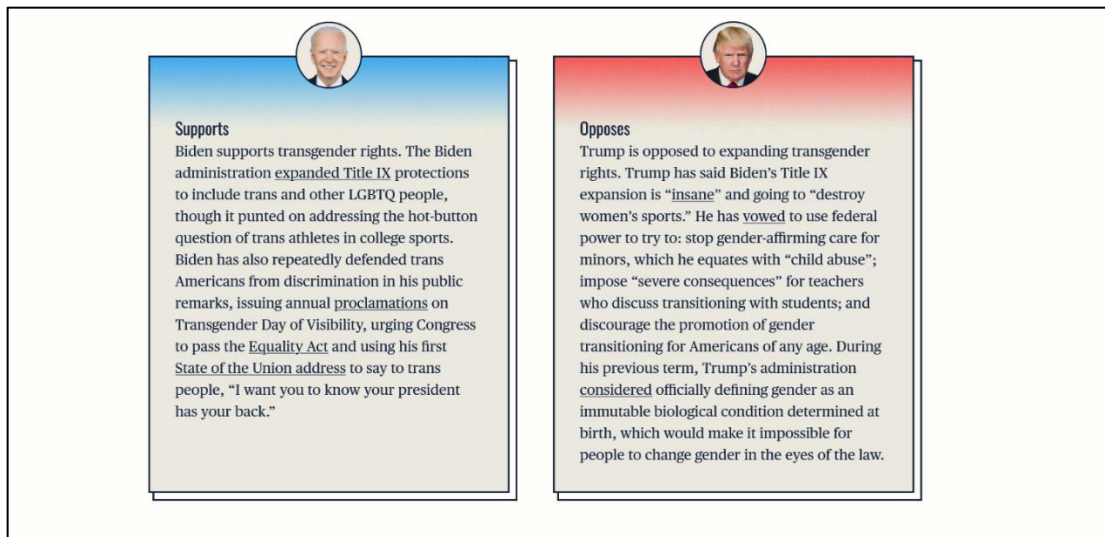 Supports
Biden supports transgender rights. The Biden
administration expanded Title IX protections
to include trans and other LGBTQ people,
though it punted on addressing the hot-button
question of trans athletes in college sports.
Biden has also repeatedly defended trans
Americans from discrimination in his public
remarks, issuing annual proclamations on
Transgender Day of Visibility, urging Congress
to pass the Equality Act and using his first
State of the Union address to say to trans
people, “I want you to know your president
has your back.”
Opposes
Trump is opposed to expanding transgender
rights. Trump has said Biden’s Title IX
expansion is “insane” and going to “destroy
women’s sports.” He has vowed to use federal
power to try to: stop gender-affirming care for
minors, which he equates with “child abuse”;
impose “severe consequences” for teachers
who discuss transitioning with students; and
discourage the promotion of gender
transitioning for Americans of any age. During
his previous term, Trump’s administration
considered officially defining gender as an
immutable biological condition determined at
birth, which would make it impossible for
people to change gender in the eyes of the law.